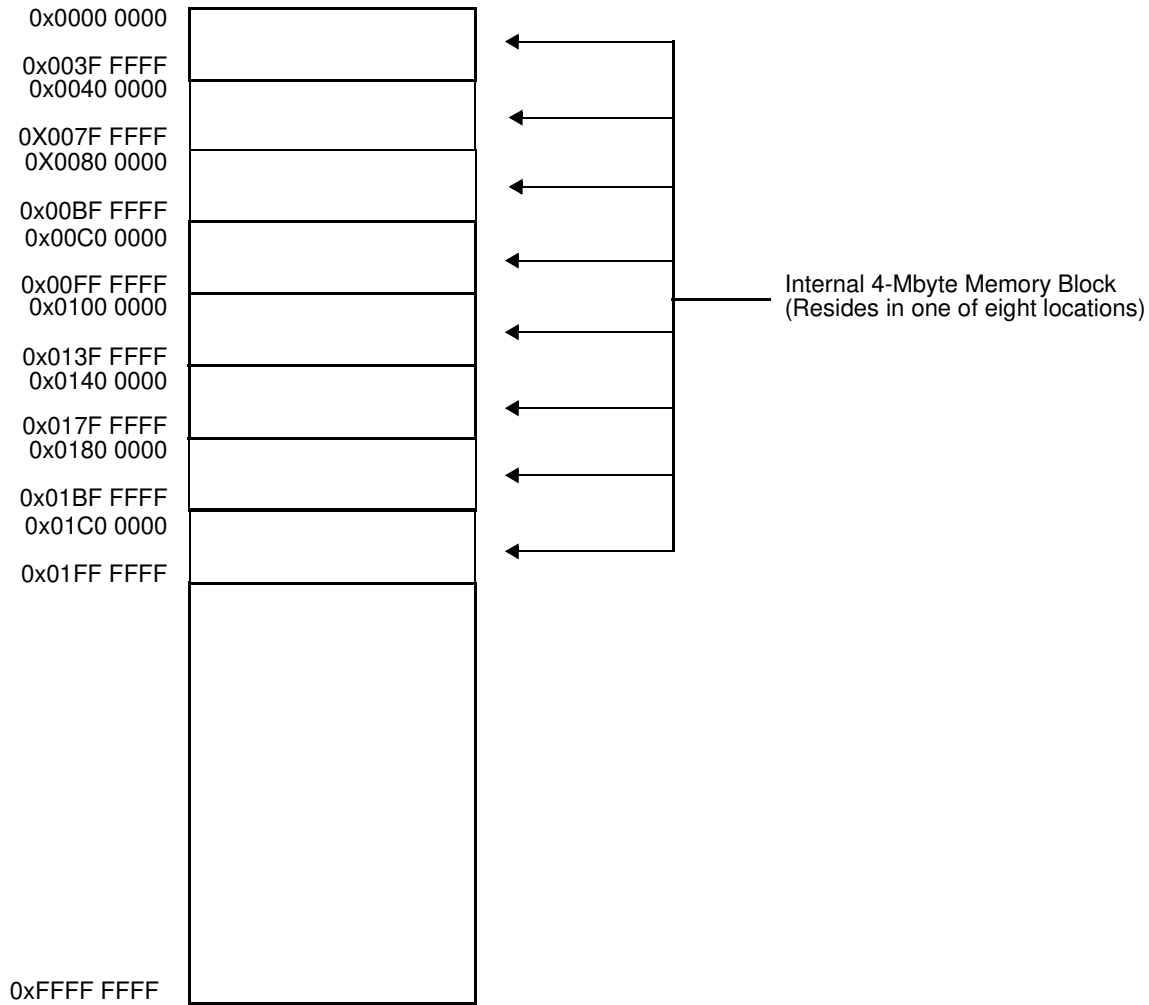 0x0000 0000
0x003F FFFF
0x0040 0000
0X007F FFFF
0X0080 0000
0x00BF FFFF
0x00C0 0000
0x00FF FFFF
0x0100 0000
0x013F FFFF
0x0140 0000
0x017F FFFF
0x0180 0000
0x01BF FFFF
0x01C0 0000
0x01FF FFFF
0xFFFF FFFF
Internal 4-Mbyte Memory Block
(Resides in one of eight locations)